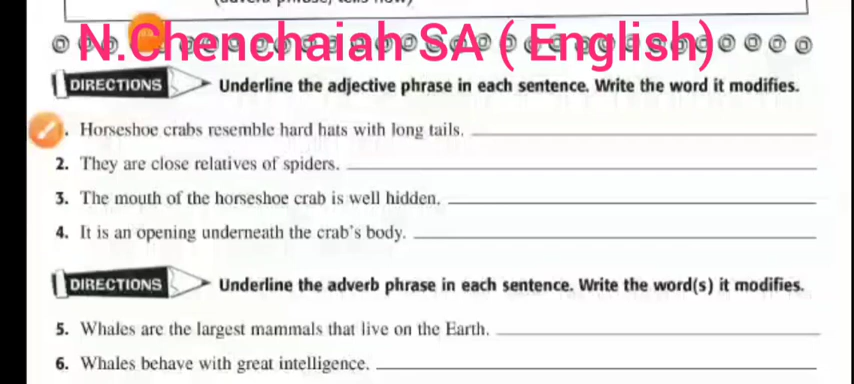 N.Chenchaiah SA ( English)
DIRECTIONS Underline the adjective phrase in each sentence. Write the word it modifies.
. Horseshoe crabs resemble hard hats with long tails.
2. They are close relatives of spiders.
3. The mouth of the horseshoe crab is well hidden.
4. It is an opening underneath the crab's body.
DIRECTIONS Underline the adverb phrase in each sentence. Write the word(s) it modifies.
5. Whales are the largest mammals that live on the Earth.
6. Whales behave with great intelligence.